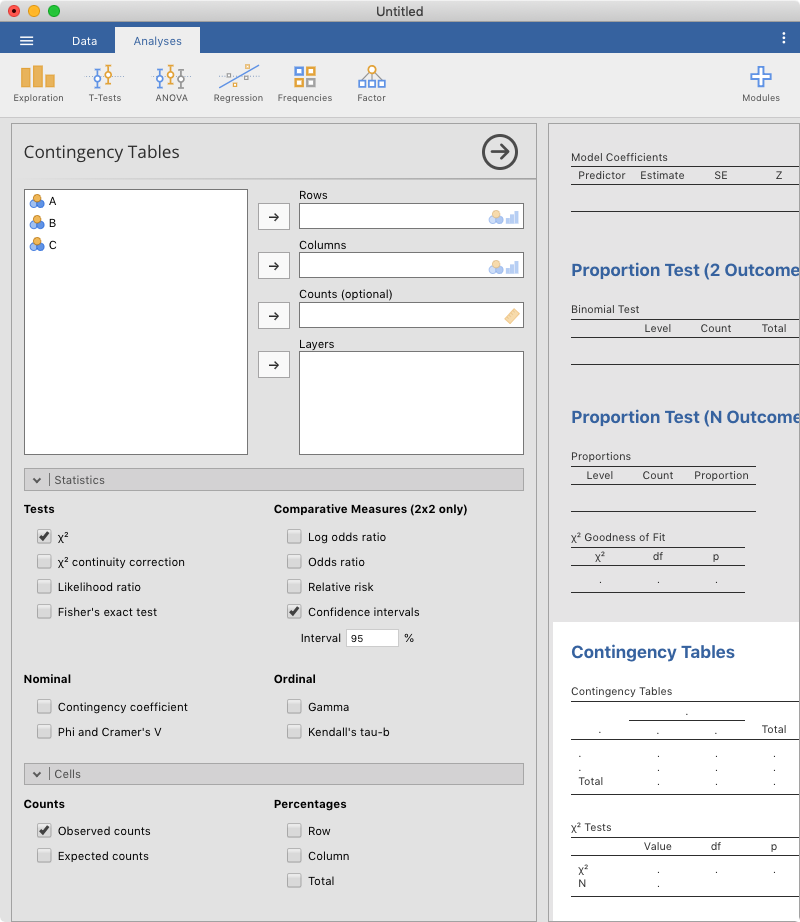 Untitled
Data
Analyses
Exploration
T-Tests
ANOVA
Regression
Frequencies
Factor
Modules
Contingency Tables
A
B
C
Rows
Columns
Counts (optional)
Layers
Statistics
Tests
χ²
χ² continuity correction
Likelihood ratio
Fisher's exact test
Comparative Measures (2x2 only)
Log odds ratio
Odds ratio
Relative risk
Confidence intervals
Interval 95 %
Nominal
Contingency coefficient
Phi and Cramer's V
Ordinal
Gamma
Kendall's tau-b
Cells
Counts
Observed counts
Expected counts
Percentages
Row
Column
Total
Model Coefficients
Predictor Estimate SE Z
Proportion Test (2 Outcome
Binomial Test
Level Count Total
Proportion Test (N Outcome
Proportions
Level Count Proportion
χ² Goodness of Fit
χ² df p
. . .
Contingency Tables
Contingency Tables
.
. . . Total
. . . .
. . . .
Total . . .
χ² Tests
Value df p
χ² . . .
N .